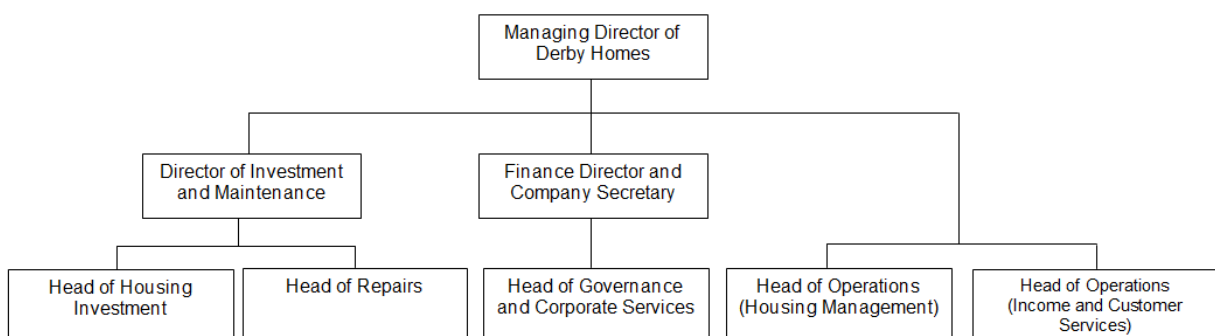 Managing Director of
Derby Homes
Director of Investment
and Maintenance
Finance Director and
Company Secretary
Head of Housing
Investment
Head of Repairs
Head of Governance
and Corporate Services
Head of Operations
(Housing Management)
Head of Operations
(Income and Customer
Services)